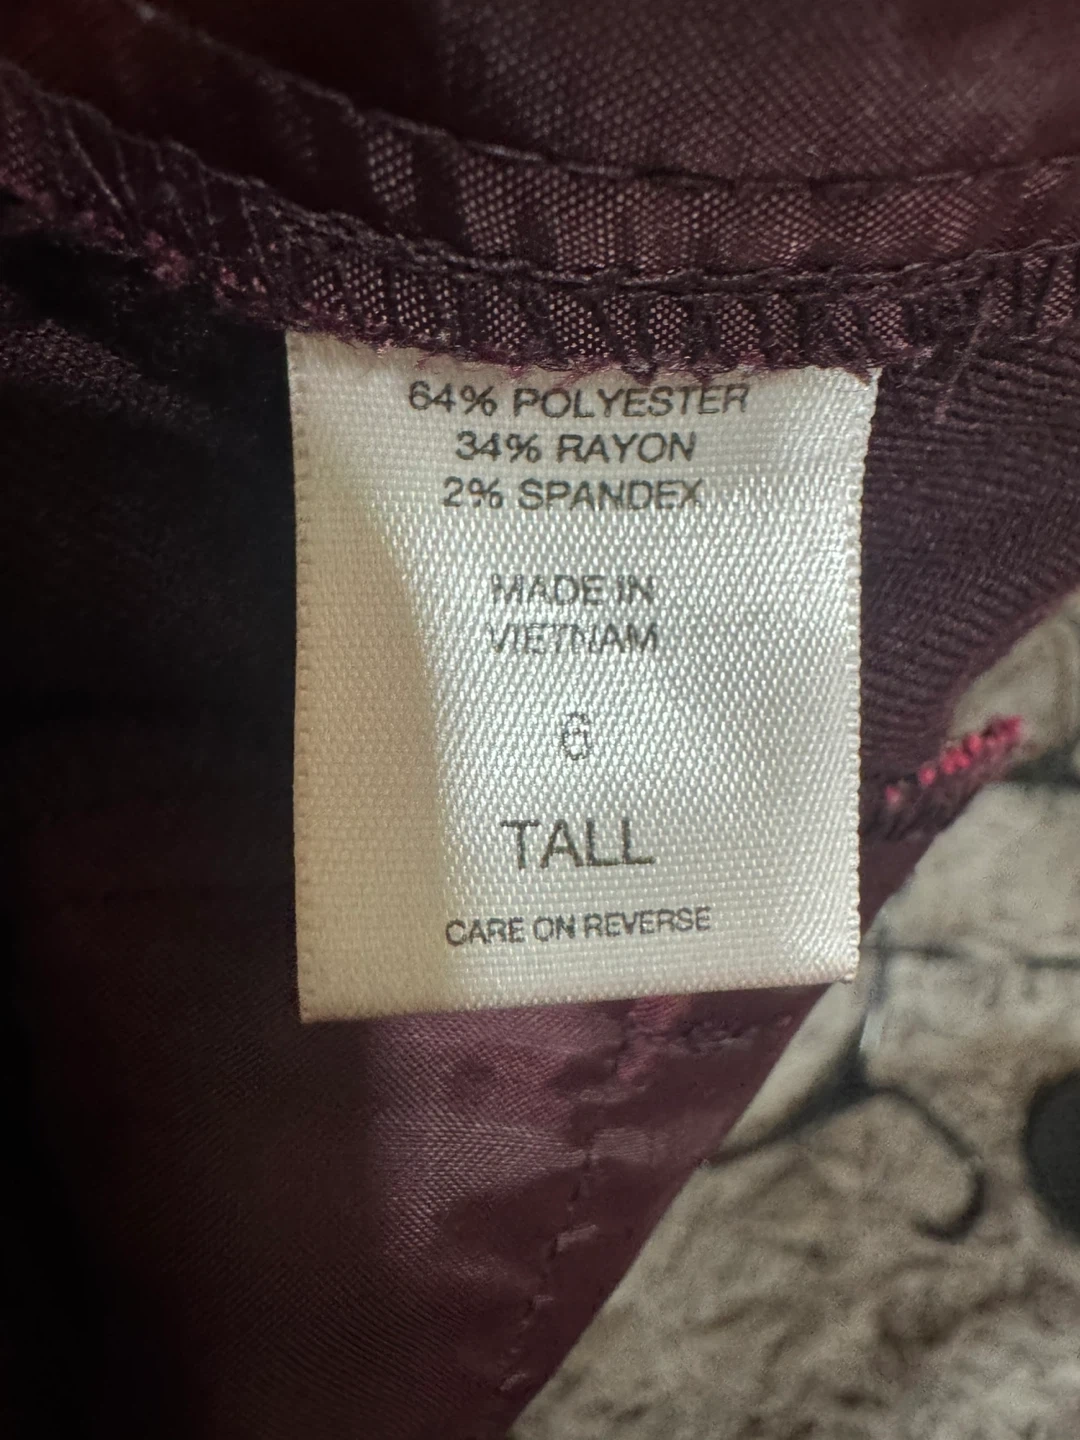 64% POLYESTER
34% RAYON
2% SPANDEX
MADE IN
VIETNAM
6
TALL
CARE ON REVERSE